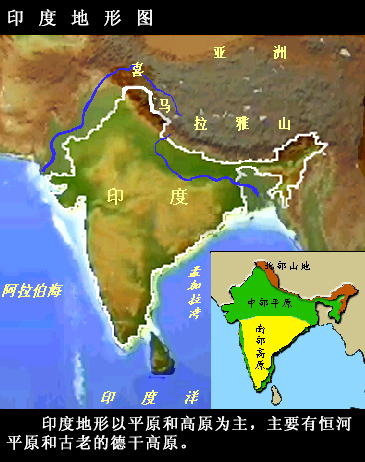 印度地形图
亚洲
喜
马
拉雅山
印度
孟加拉湾
阿拉伯海
北部山地
中部平原
南部高原
印度洋
印度地形以平原和高原为主，主要有恒河
平原和古老的德干高原。